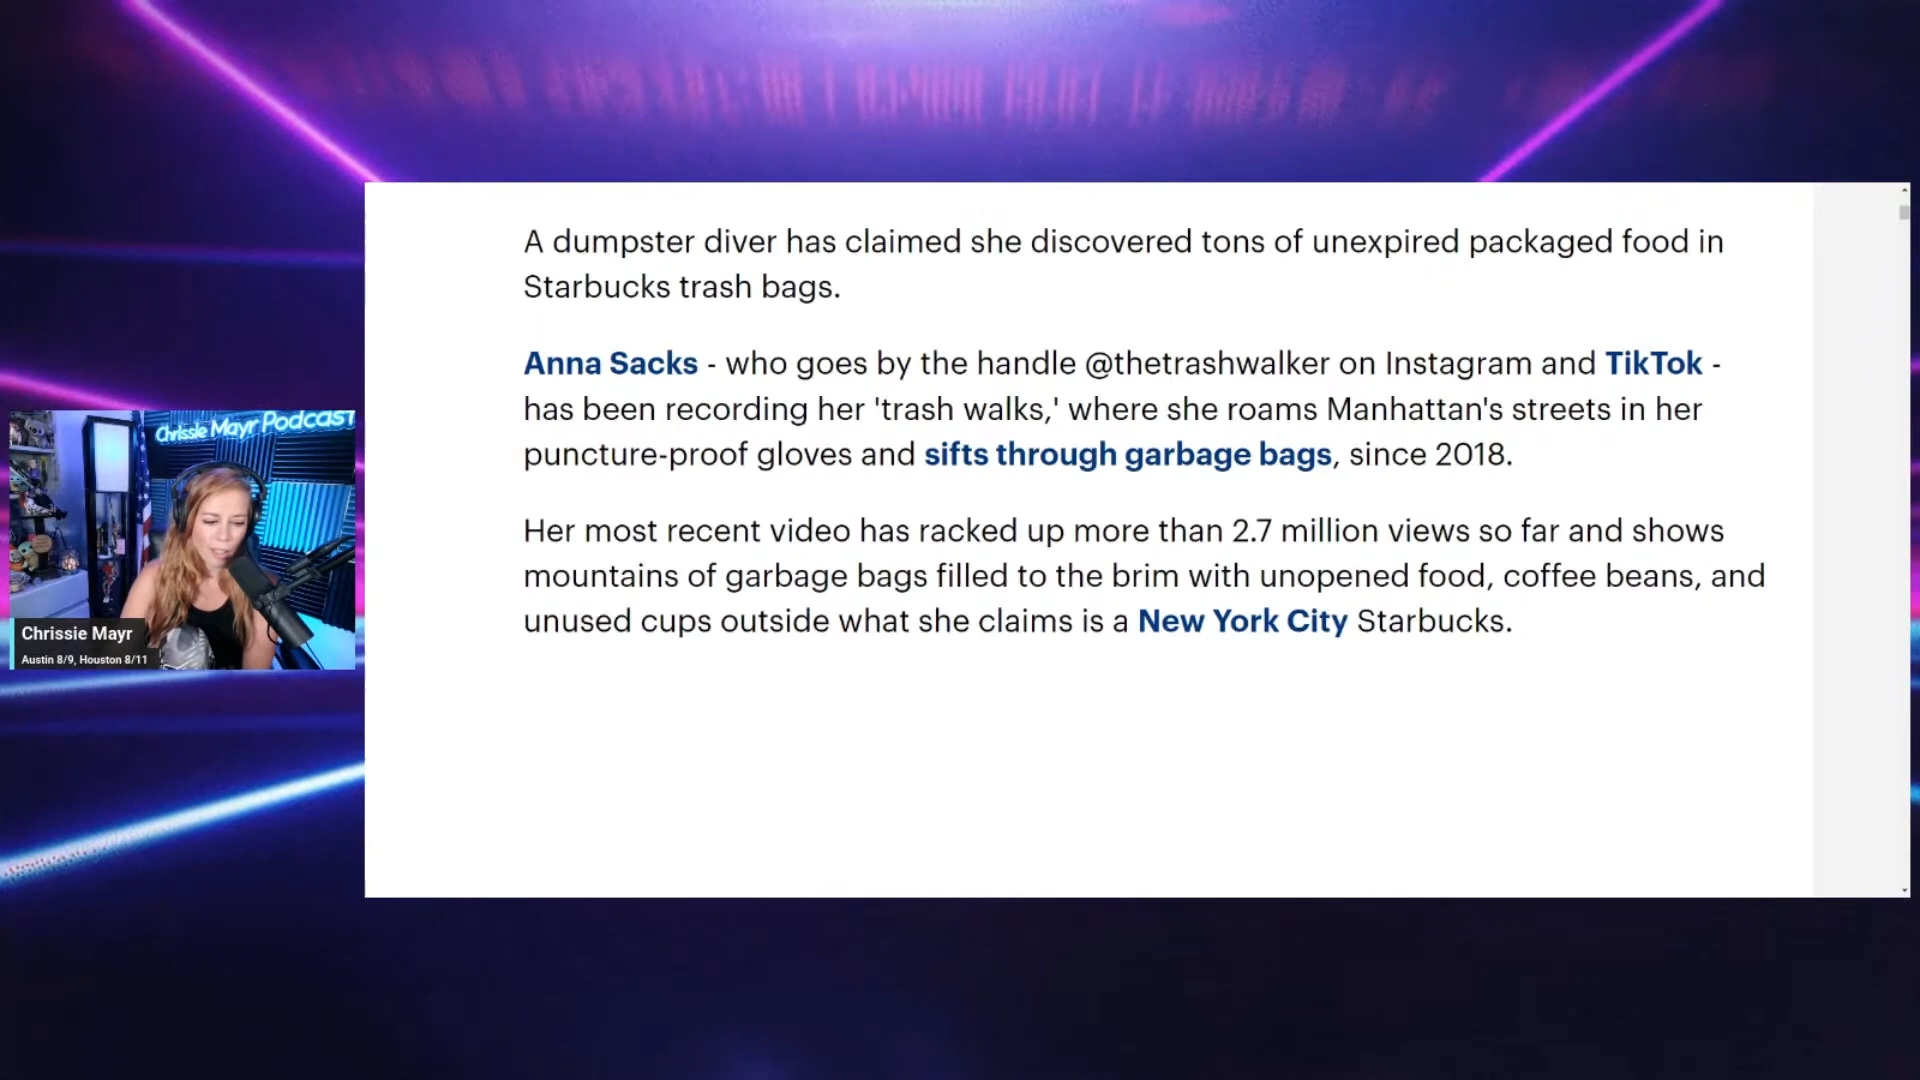 A dumpster diver has claimed she discovered tons of unexpired packaged food in
Starbucks trash bags.
Anna Sacks - who goes by the handle @thetrashwalker on Instagram and TikTok -
has been recording her 'trash walks,' where she roams Manhattan's streets in her
puncture-proof gloves and sifts through garbage bags, since 2018.
Her most recent video has racked up more than 2.7 million views so far and shows
mountains of garbage bags filled to the brim with unopened food, coffee beans, and
unused cups outside what she claims is a New York City Starbucks.
Chrissie Mayr Podcast
Chrissie Mayr
Austin 8/9, Houston 8/11